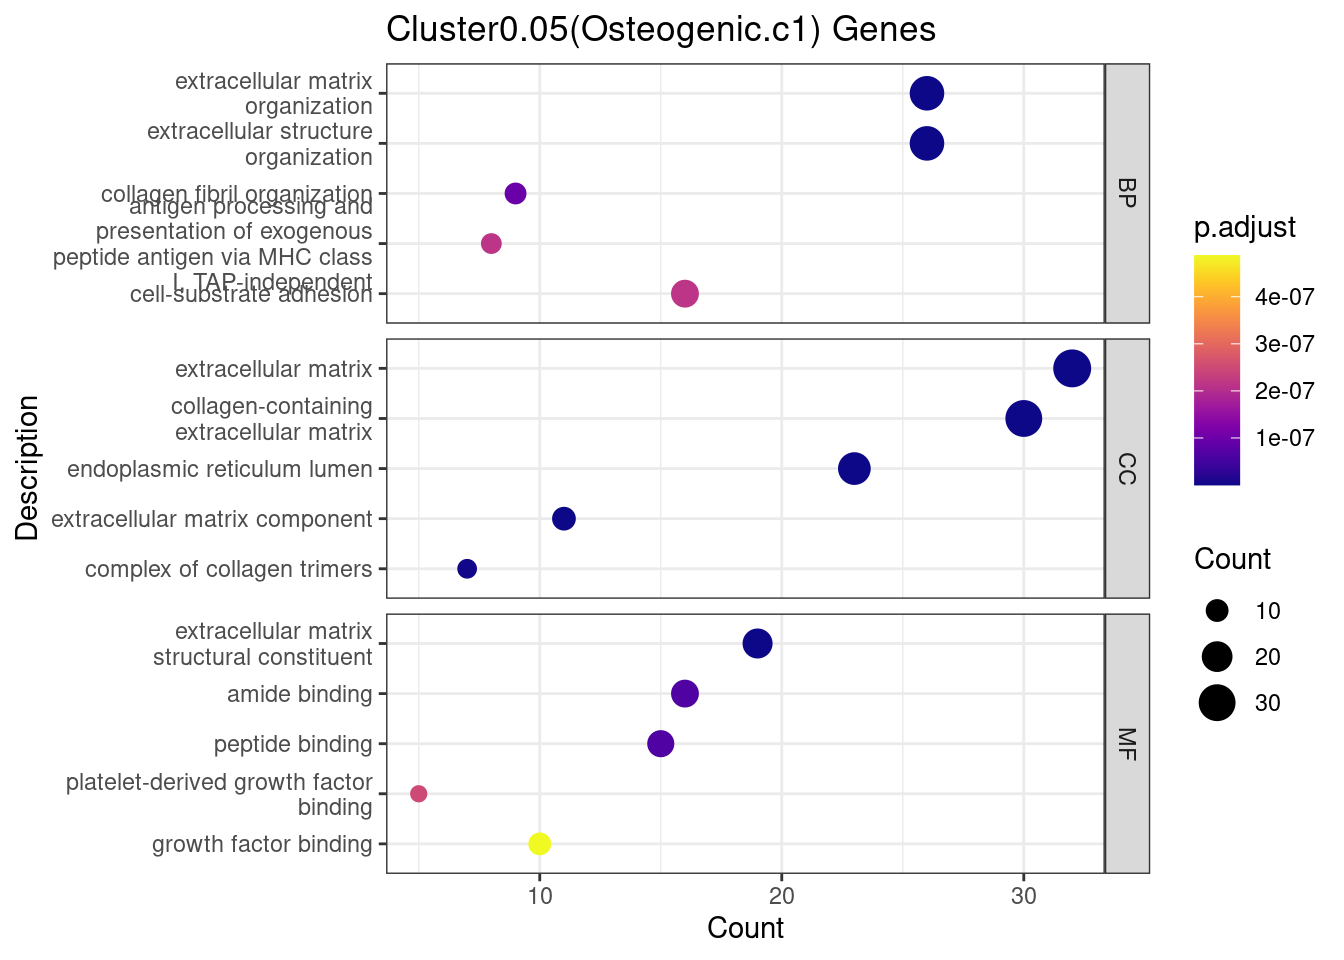 Cluster0.05(Osteogenic.c1) Genes
extracellular matrix
organization
extracellular structure
organization
collagen fibril organization
antigen processing and
presentation of exogenous
peptide antigen via MHC class
I, TAP-independent
cell-substrate adhesion
BP
extracellular matrix
collagen-containing
extracellular matrix
endoplasmic reticulum lumen
extracellular matrix component
complex of collagen trimers
CC
extracellular matrix
structural constituent
amide binding
peptide binding
platelet-derived growth factor
binding
growth factor binding
MF
Description
10
20
30
Count
p.adjust
4e-07
3e-07
2e-07
1e-07
Count
10
20
30